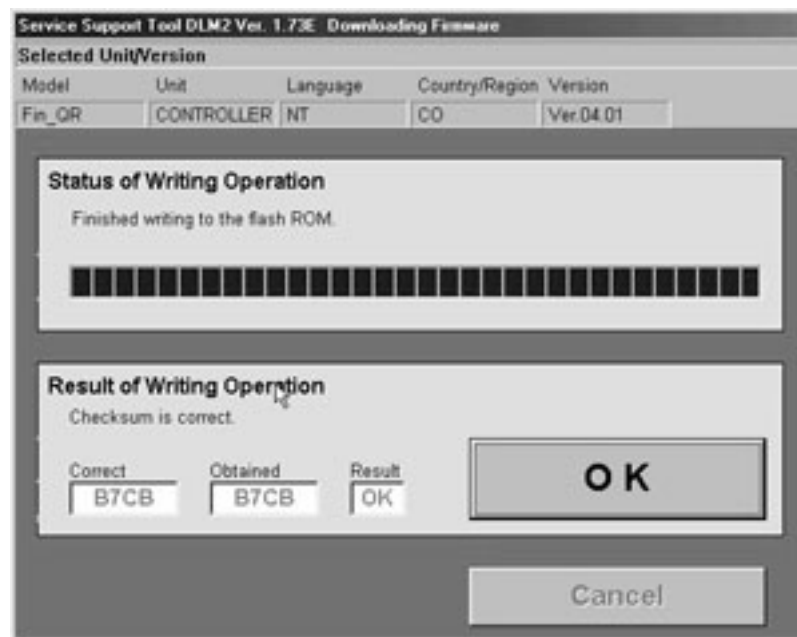 Service Support Tool DLM2 Ver. 1.73E Downloading Firmware
Selected Unit/Version
Model Unit Language Country/Region Version
Fin_QR CONTROLLER NT CO Ver.04.01
Status of Writing Operation
Finished writing to the flash ROM.
Result of Writing Operation
Checksum is correct.
Correct Obtained Result
B7CB B7CB OK
OK
Cancel